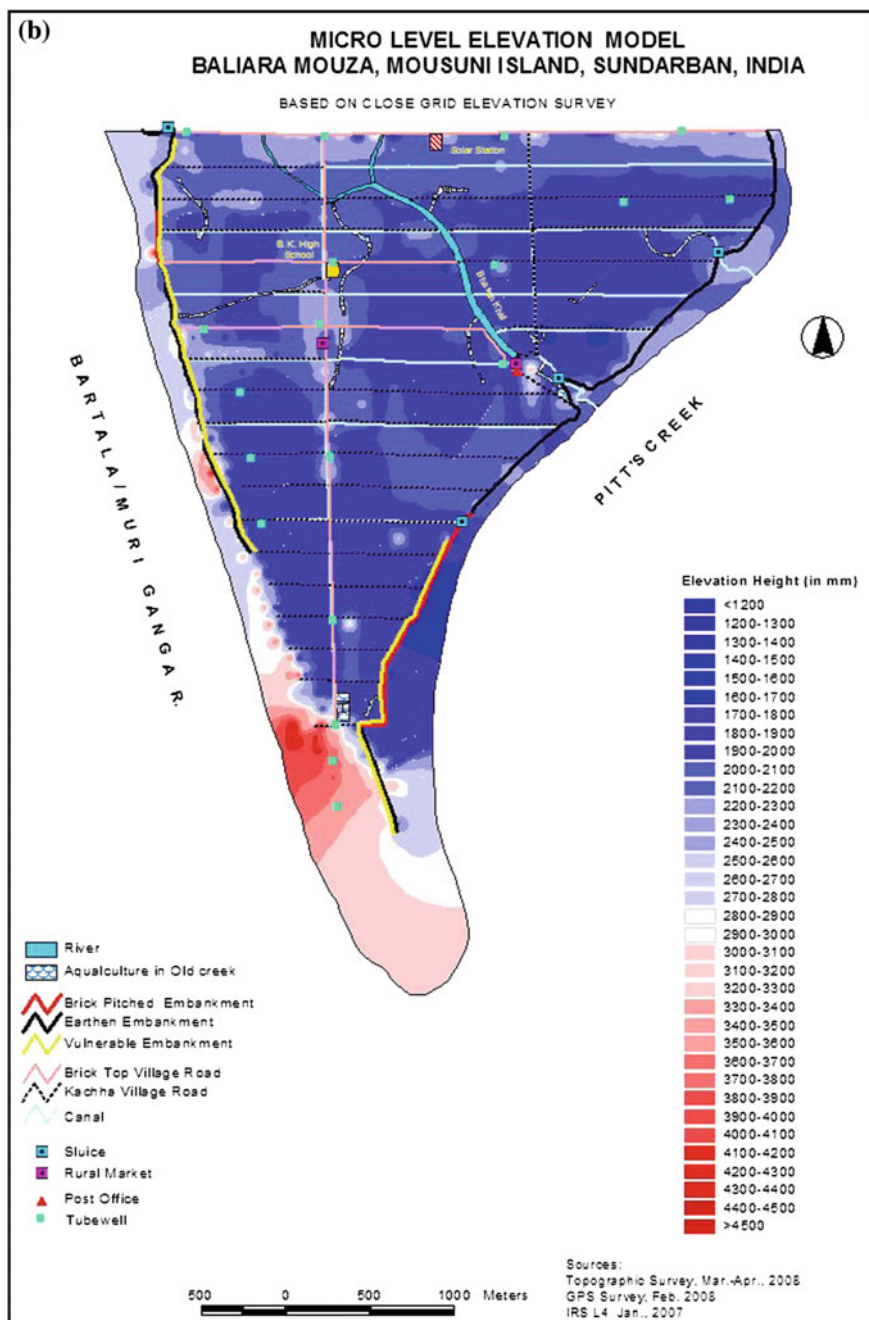 (b)
MICRO LEVEL ELEVATION MODEL
BALIARA MOUZA, MOUSUNI ISLAND, SUNDARBAN, INDIA
BASED ON CLOSE GRID ELEVATION SURVEY
Solar Station
B. K. High
School
Khal
BARTALA/MURI GANGA R.
PITT'S CREEK
Elevation Height (in mm)
<1200
1200-1300
1300-1400
1400-1500
1500-1600
1600-1700
1700-1800
1800-1900
1900-2000
2000-2100
2100-2200
2200-2300
2300-2400
2400-2500
2500-2600
2600-2700
2700-2800
2800-2900
2900-3000
3000-3100
3100-3200
3200-3300
3300-3400
3400-3500
3500-3600
3600-3700
3700-3800
3800-3900
3900-4000
4000-4100
4100-4200
4200-4300
4300-4400
4400-4500
>4500
River
Aqualculture in Old creek
Brick Pitched Embankment
Earthen Embankment
Vulnerable Embankment
Brick Top Village Road
Kachha Village Road
Canal
Sluice
Rural Market
Post Office
Tubewell
500 0 500 1000 Meters
Sources:
Topographic Survey, Mar.-Apr., 2008
GPS Survey, Feb. 2008
IRS L4 Jan., 2007